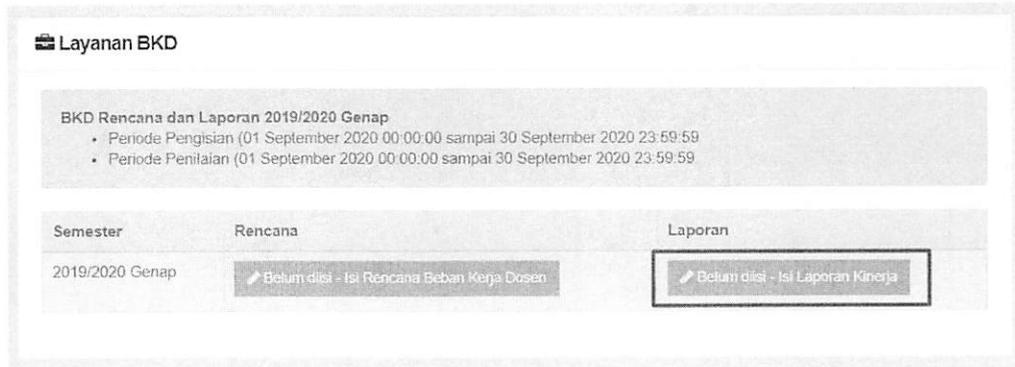 Layanan BKD
BKD Rencana dan Laporan 2019/2020 Genap
• Periode Pengisian (01 September 2020 00:00:00 sampai 30 September 2020 23:59:59
• Periode Penilaian (01 September 2020 00:00:00 sampai 30 September 2020 23:59:59
Semester Rencana Laporan
2019/2020 Genap Belum diisi - Isi Rencana Beban Kerja Dosen Belum diisi - Isi Laporan Kinerja